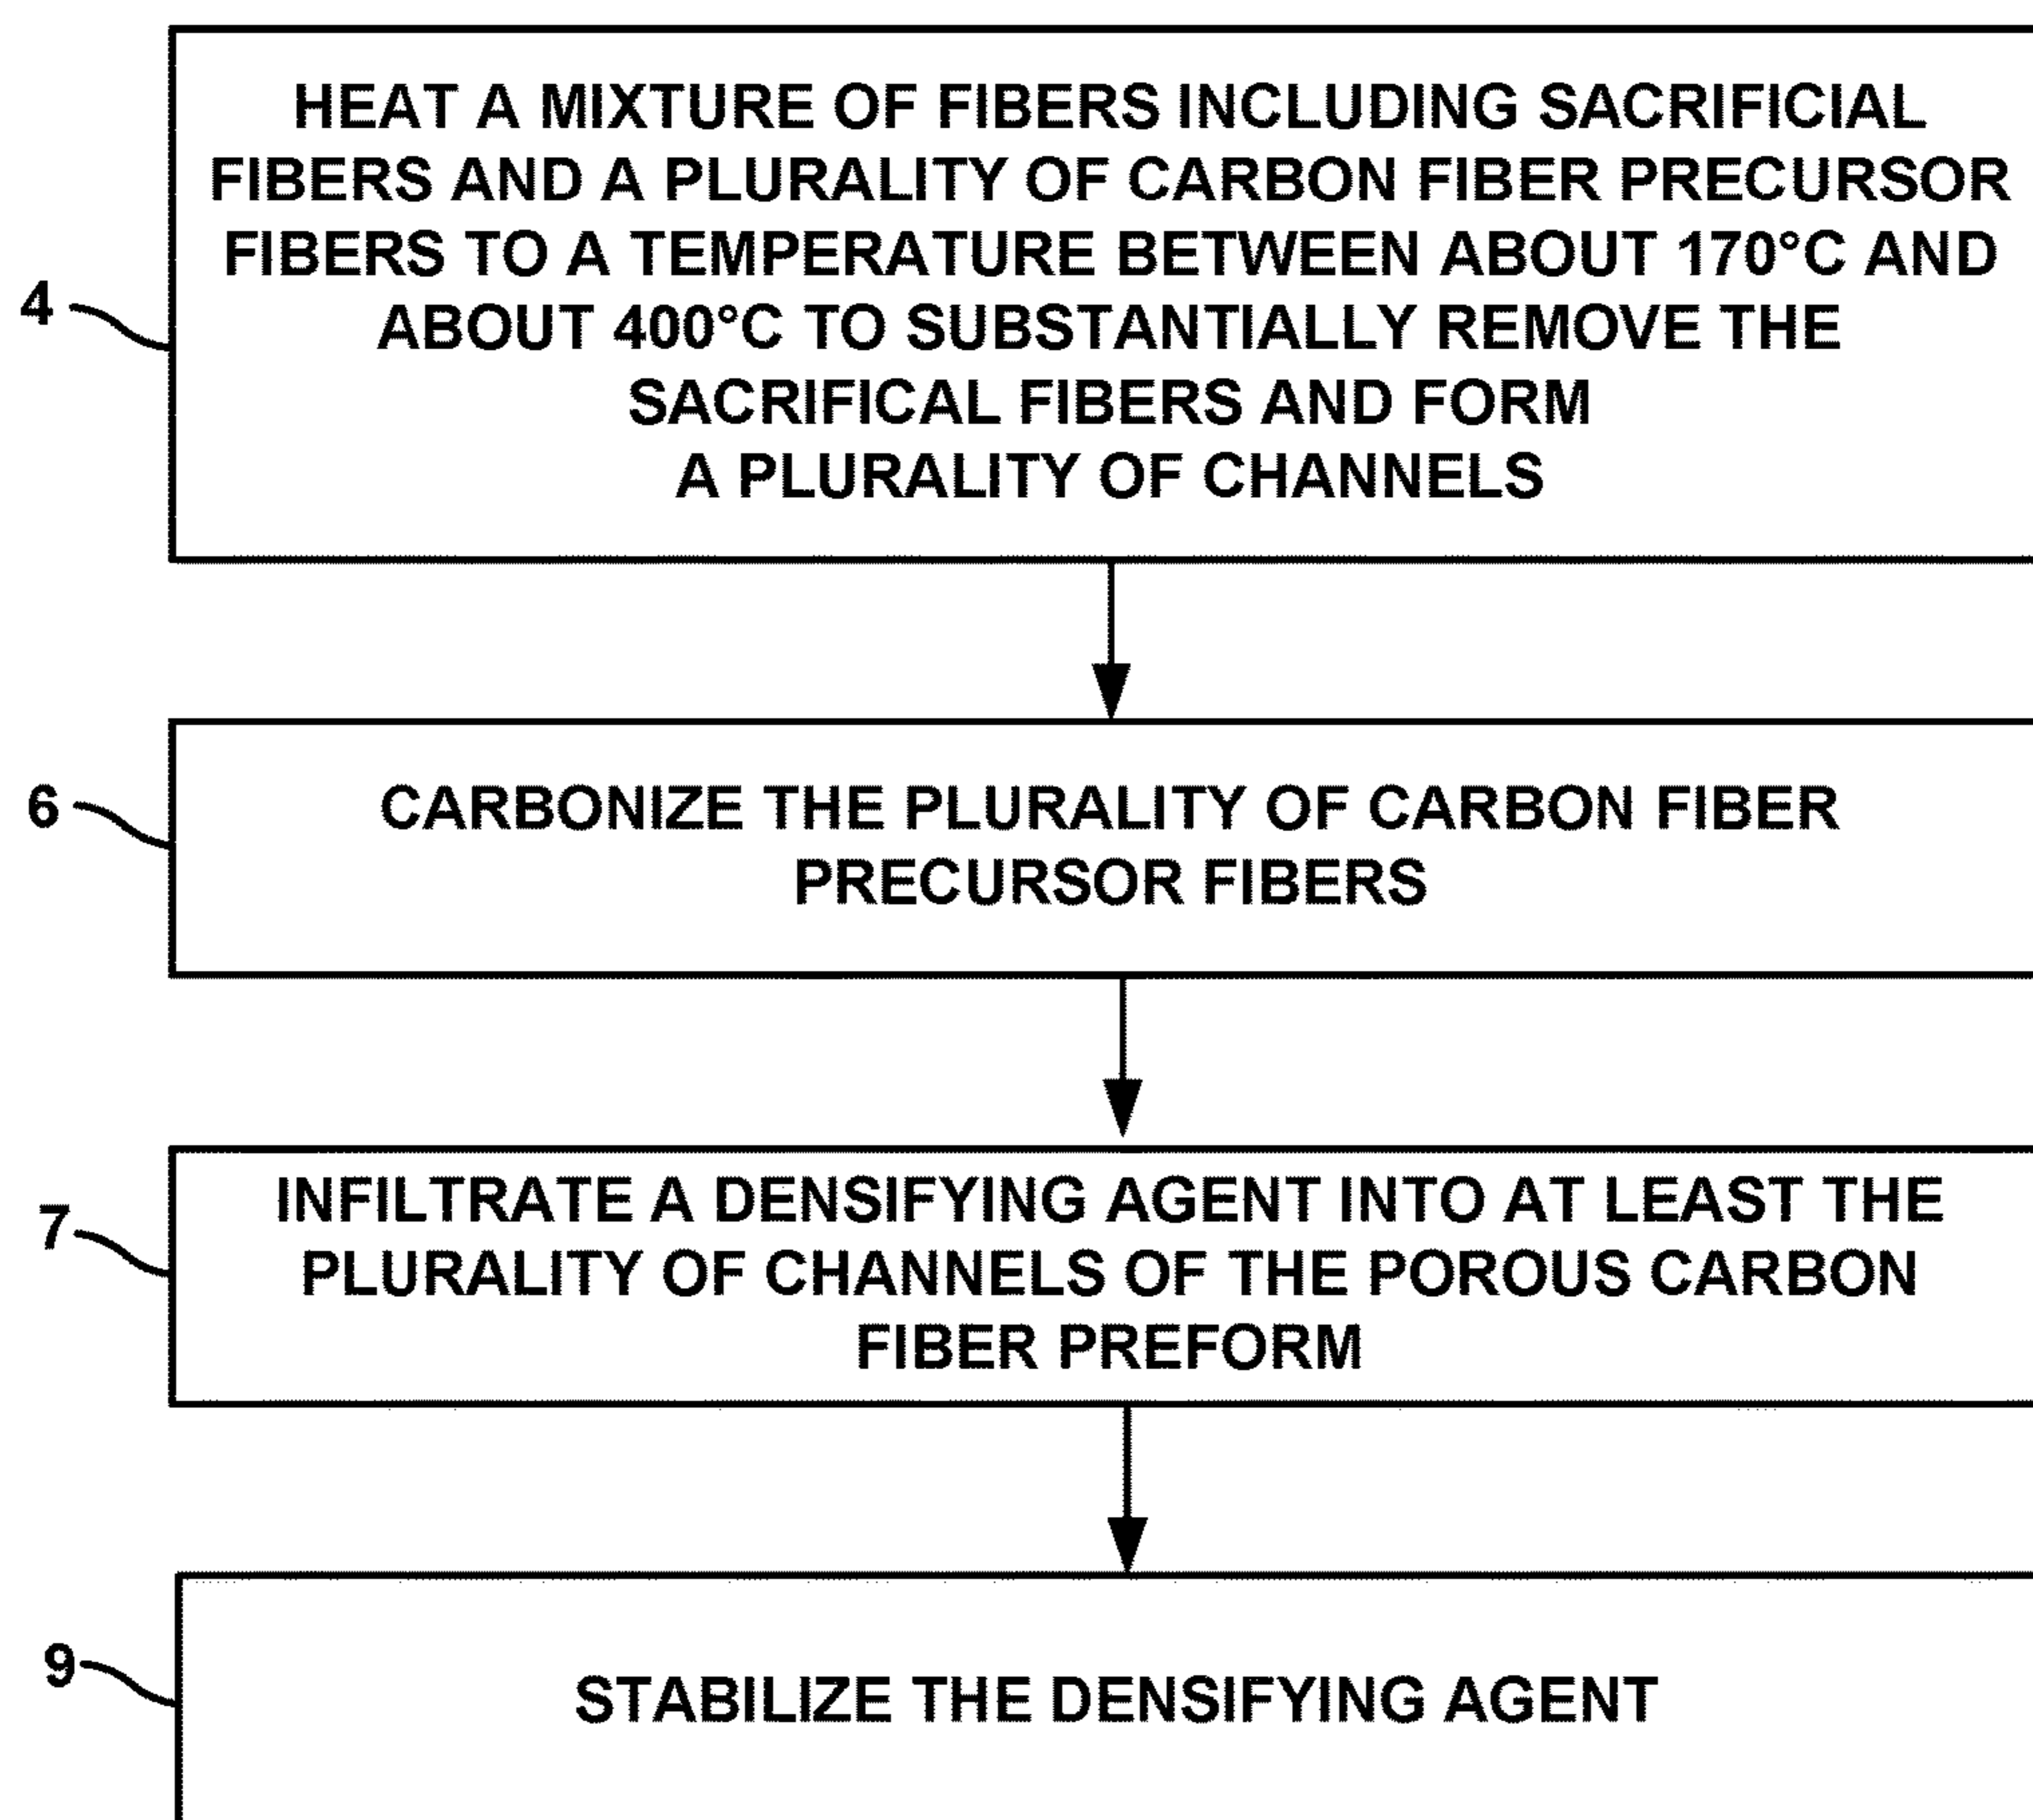 HEAT A MIXTURE OF FIBERS INCLUDING SACRIFICIAL
FIBERS AND A PLURALITY OF CARBON FIBER PRECURSOR
FIBERS TO A TEMPERATURE BETWEEN ABOUT 170°C AND
ABOUT 400°C TO SUBSTANTIALLY REMOVE THE
SACRIFICAL FIBERS AND FORM
A PLURALITY OF CHANNELS
4
CARBONIZE THE PLURALITY OF CARBON FIBER
PRECURSOR FIBERS
6
INFILTRATE A DENSIFYING AGENT INTO AT LEAST THE
PLURALITY OF CHANNELS OF THE POROUS CARBON
FIBER PREFORM
7
STABILIZE THE DENSIFYING AGENT
9